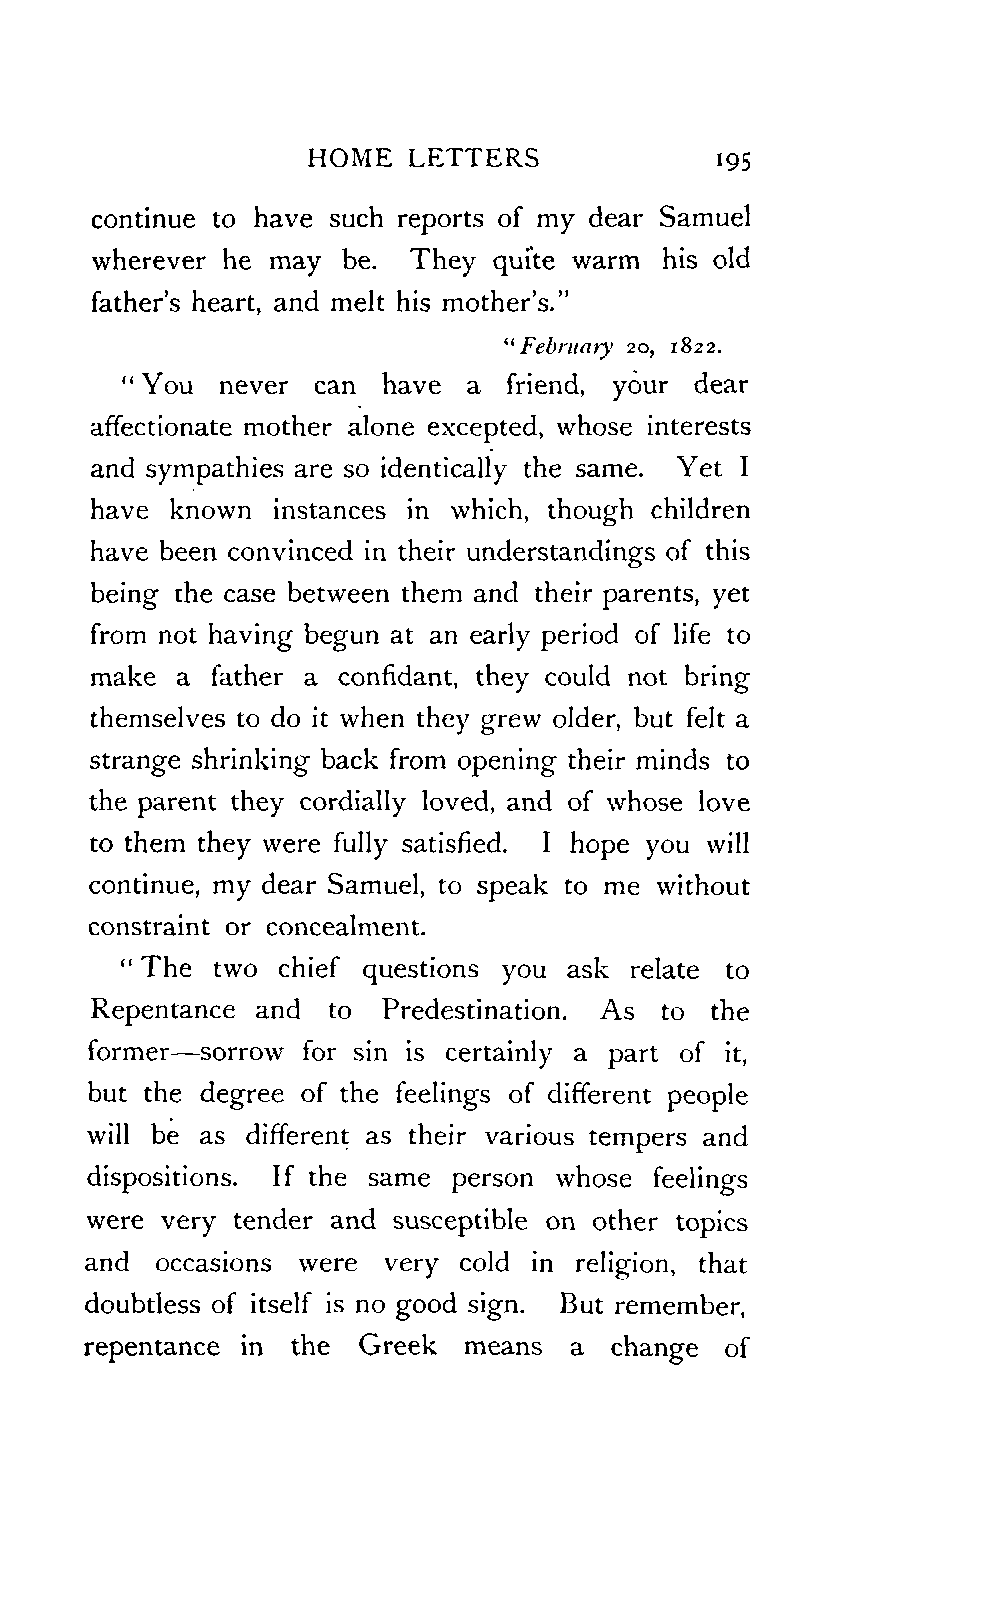 HOME LETTERS 195
continue to have such reports of my dear Samuel
wherever he may be. They quite warm his old
father's heart, and melt his mother's."
"February 20, 1822.
"You never can have a friend, your dear
affectionate mother alone excepted, whose interests
and sympathies are so identically the same. Yet I
have known instances in which, though children
have been convinced in their understandings of this
being the case between them and their parents, yet
from not having begun at an early period of life to
make a father a confidant, they could not bring
themselves to do it when they grew older, but felt a
strange shrinking back from opening their minds to
the parent they cordially loved, and of whose love
to them they were fully satisfied. I hope you will
continue, my dear Samuel, to speak to me without
constraint or concealment.
"The two chief questions you ask relate to
Repentance and to Predestination. As to the
former—sorrow for sin is certainly a part of it,
but the degree of the feelings of different people
will be as different as their various tempers and
dispositions. If the same person whose feelings
were very tender and susceptible on other topics
and occasions were very cold in religion, that
doubtless of itself is no good sign. But remember,
repentance in the Greek means a change of